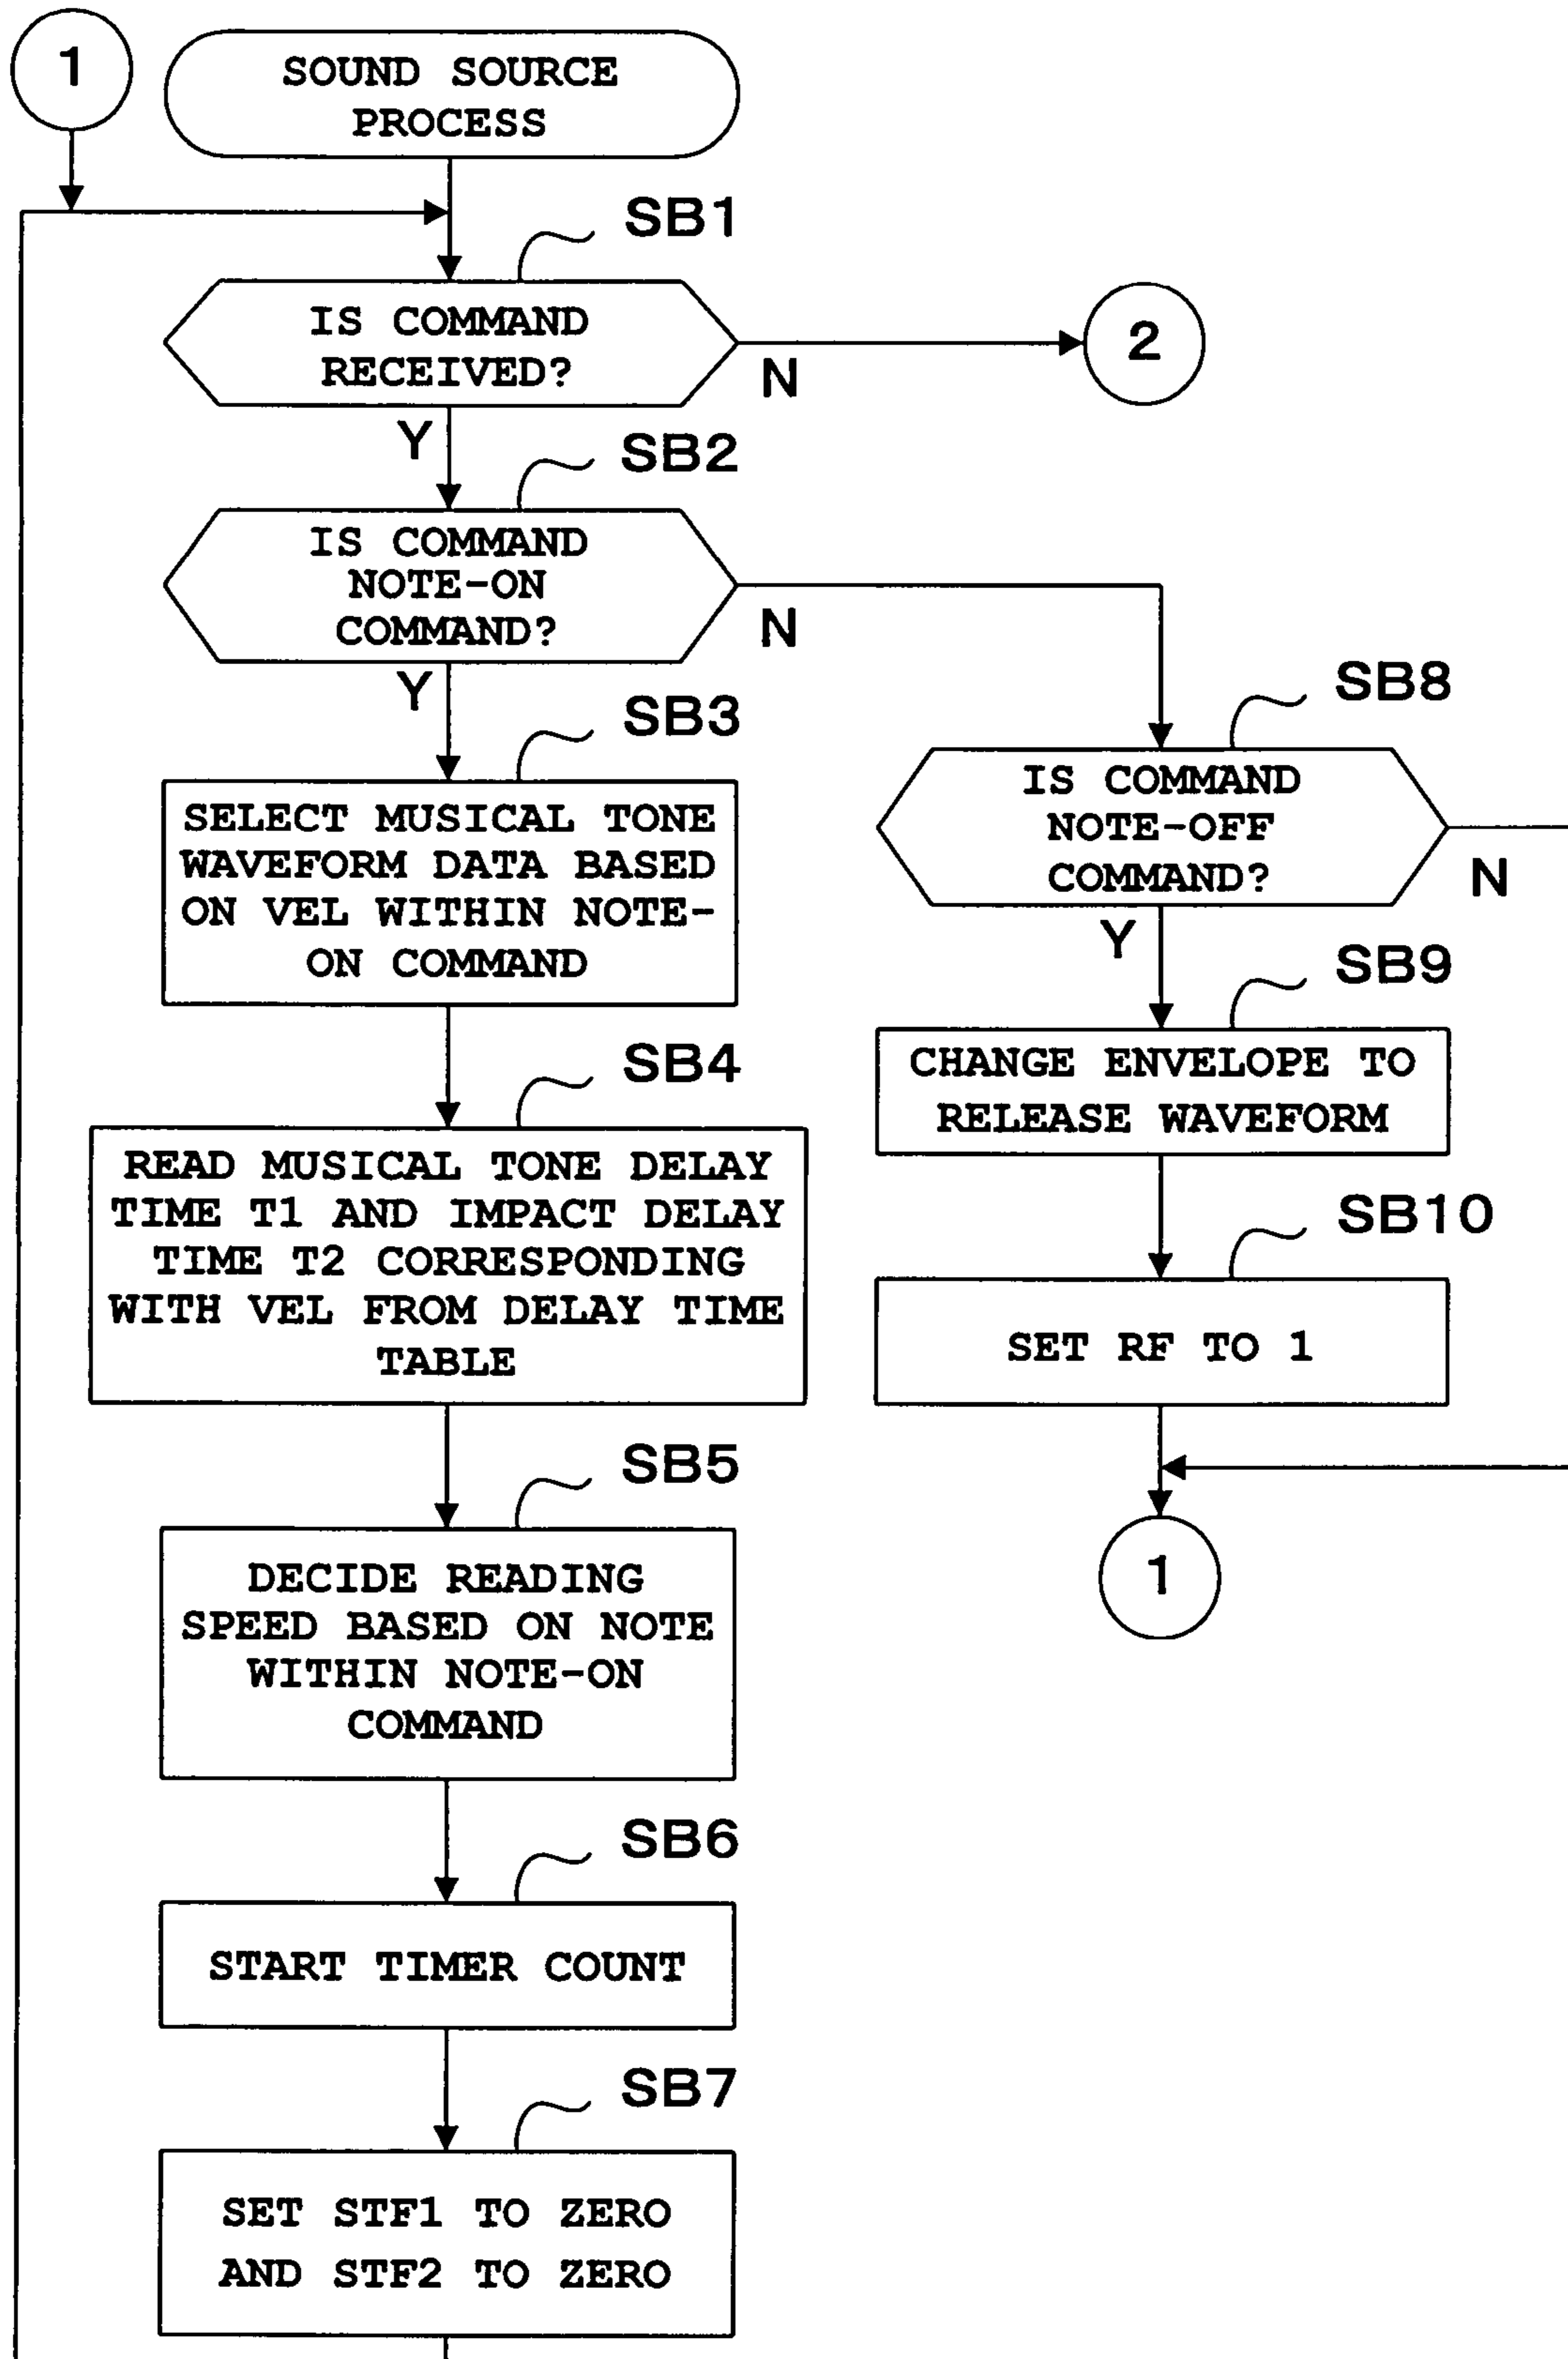 1
SOUND SOURCE
PROCESS
SB1
IS COMMAND
RECEIVED?
N
2
Y
SB2
IS COMMAND
NOTE-ON
COMMAND?
N
Y
SB3
SELECT MUSICAL TONE
WAVEFORM DATA BASED
ON VEL WITHIN NOTE-
ON COMMAND
SB4
READ MUSICAL TONE DELAY
TIME T1 AND IMPACT DELAY
TIME T2 CORRESPONDING
WITH VEL FROM DELAY TIME
TABLE
SB5
DECIDE READING
SPEED BASED ON NOTE
WITHIN NOTE-ON
COMMAND
SB6
START TIMER COUNT
SB7
SET STF1 TO ZERO
AND STF2 TO ZERO
SB8
IS COMMAND
NOTE-OFF
COMMAND?
N
Y
SB9
CHANGE ENVELOPE TO
RELEASE WAVEFORM
SB10
SET RF TO 1
1